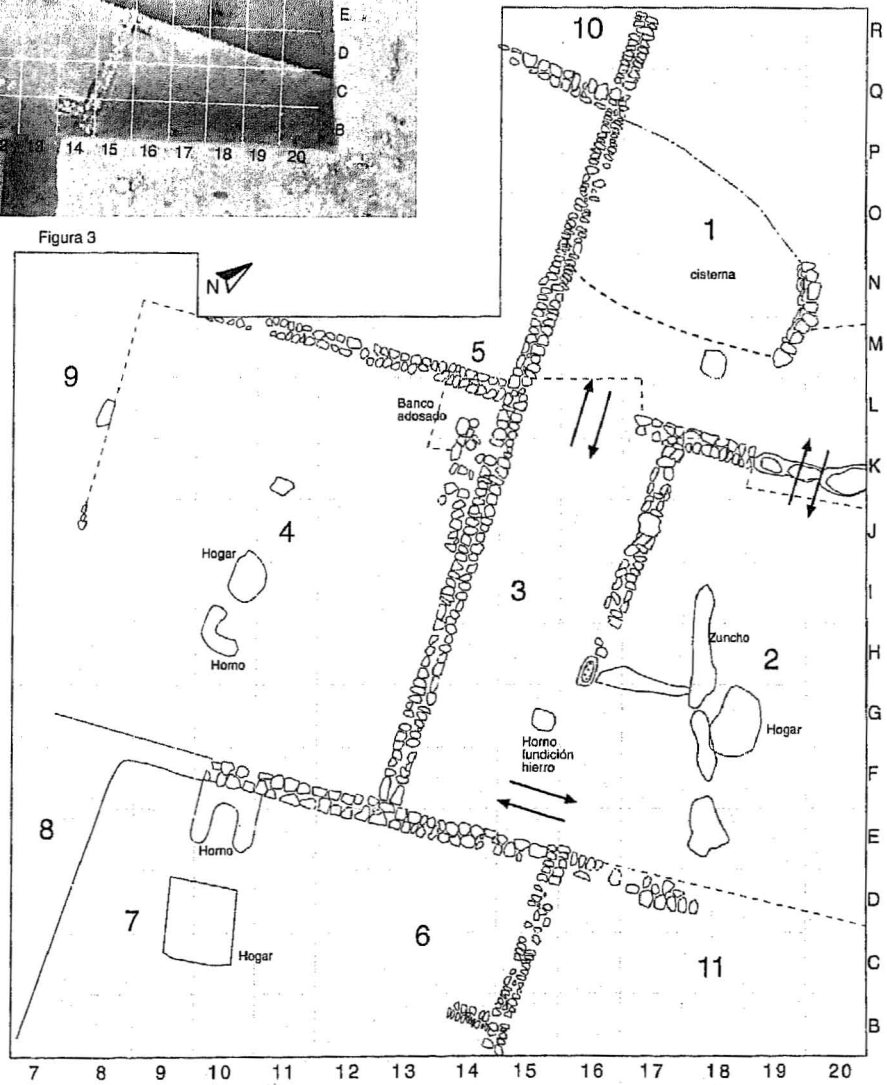 E
D
C
B
14 15 16 17 18 19 20
Figura 3
N
10
1
cisterna
5
9
Banco
adosado
4
Hogar
3
Horno
Zuncho
2
Hogar
Horno
fundición
hierro
8
Horno
7
Hogar
6
11
R
Q
P
O
N
M
L
K
J
I
H
G
F
E
D
C
B
7 8 9 10 11 12 13 14 15 16 17 18 19 20